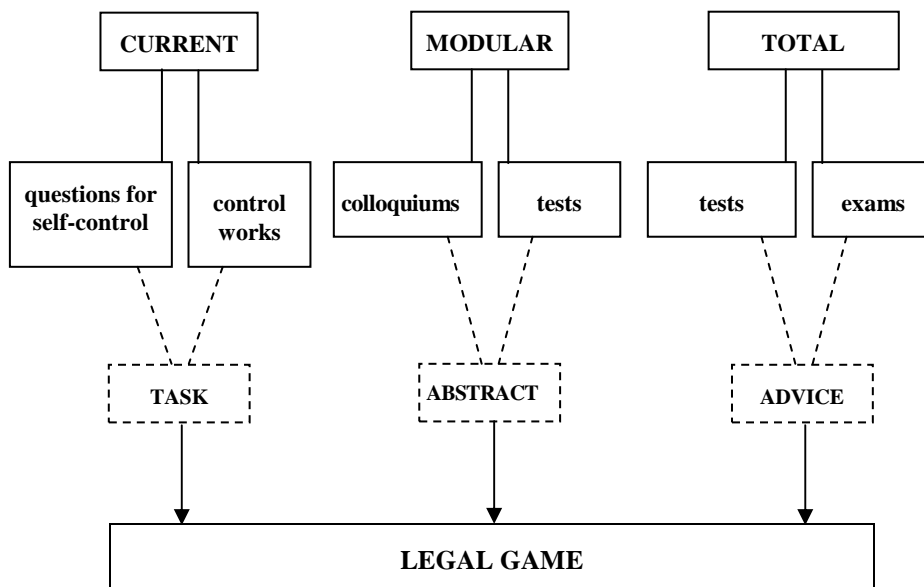 CURRENT
MODULAR
TOTAL
questions for
self-control
control
works
colloquiums
tests
tests
exams
TASK
ABSTRACT
ADVICE
LEGAL GAME